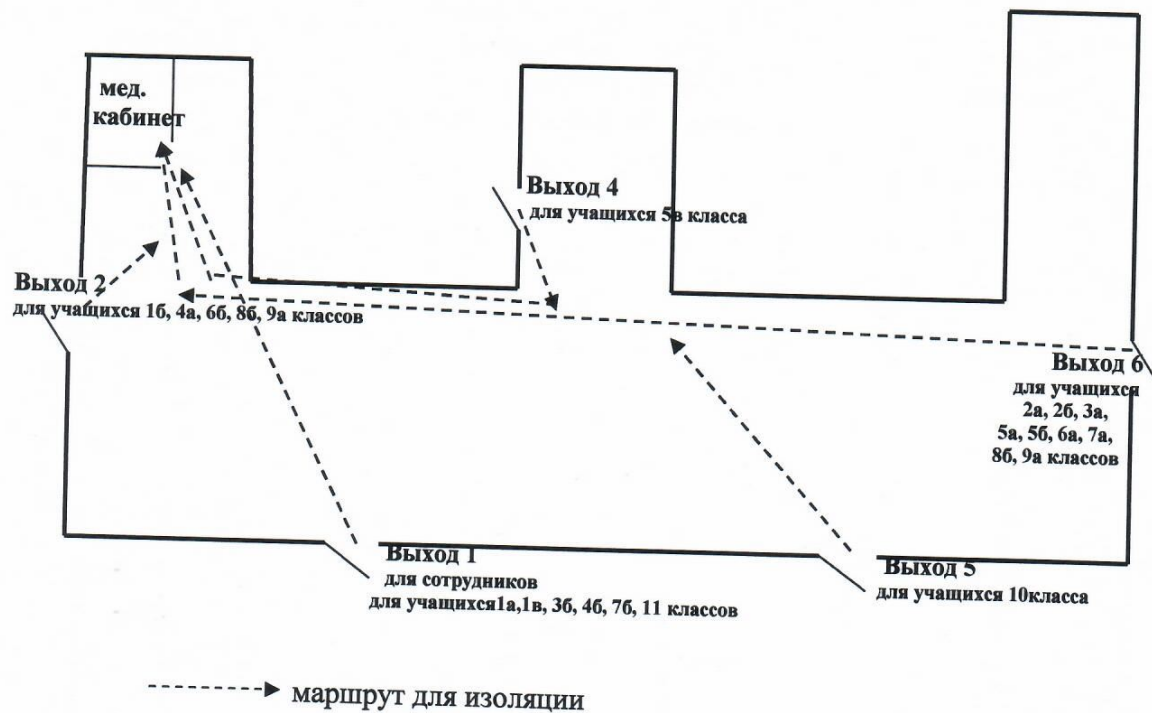 мед.
кабинет
Выход 4
для учащихся 5в класса
Выход 2
для учащихся 1б, 4а, 6б, 8б, 9а классов
Выход 6
для учащихся
2а, 2б, 3а,
5а, 5б, 6а, 7а,
8б, 9а классов
Выход 1
для сотрудников
для учащихся1а,1в, 3б, 4б, 7б, 11 классов
Выход 5
для учащихся 10класса
маршрут для изоляции